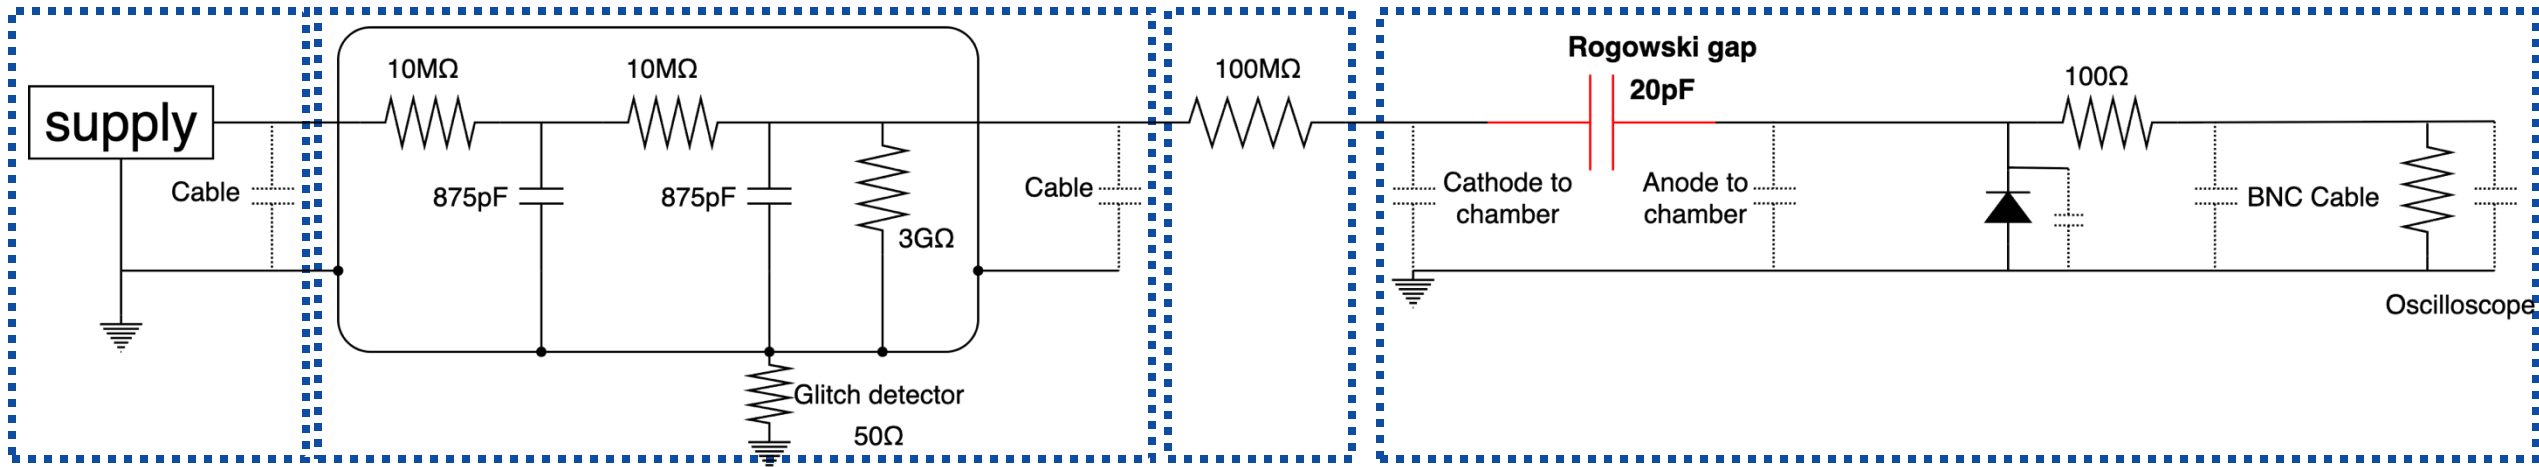 supply
Cable
10MΩ
10MΩ
875pF
875pF
3GΩ
Glitch detector
50Ω
Cable
100MΩ
Rogowski gap
20pF
Cathode to
chamber
Anode to
chamber
100Ω
BNC Cable
Oscilloscope